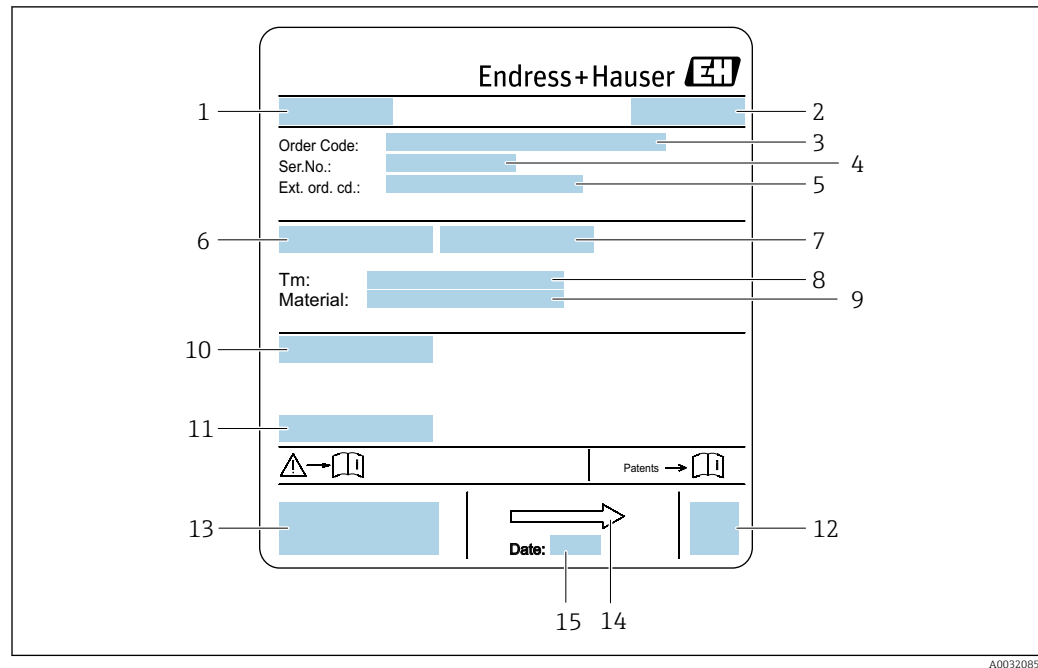 Endress+Hauser EH
1 2
Order Code: 3
Ser.No.: 4
Ext. ord. cd.: 5
6 7
Tm: 8
Material: 9
10
11
Patents
13 12
Date:
15 14
A0032085